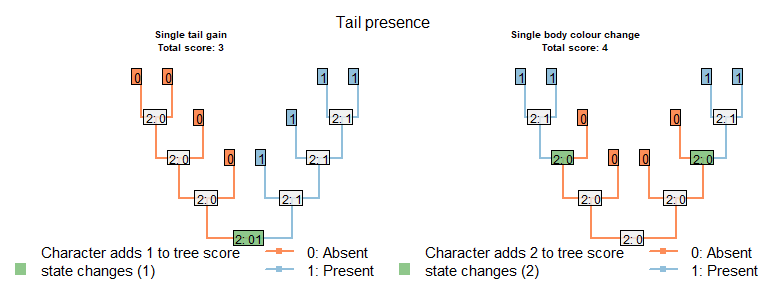 Tail presence
Single tail gain
Total score: 3
Single body colour change
Total score: 4
0 0 1 1
1 1 1 1
2: 0 0 1 2: 1
2: 1 0 0 2: 1
2: 0 0 1 2: 1
2: 0 0 0 2: 0
2: 0 2: 1
2: 0 2: 0
2: 01
2: 0
Character adds 1 to tree score
state changes (1)
0: Absent
1: Present
Character adds 2 to tree score
state changes (2)
0: Absent
1: Present